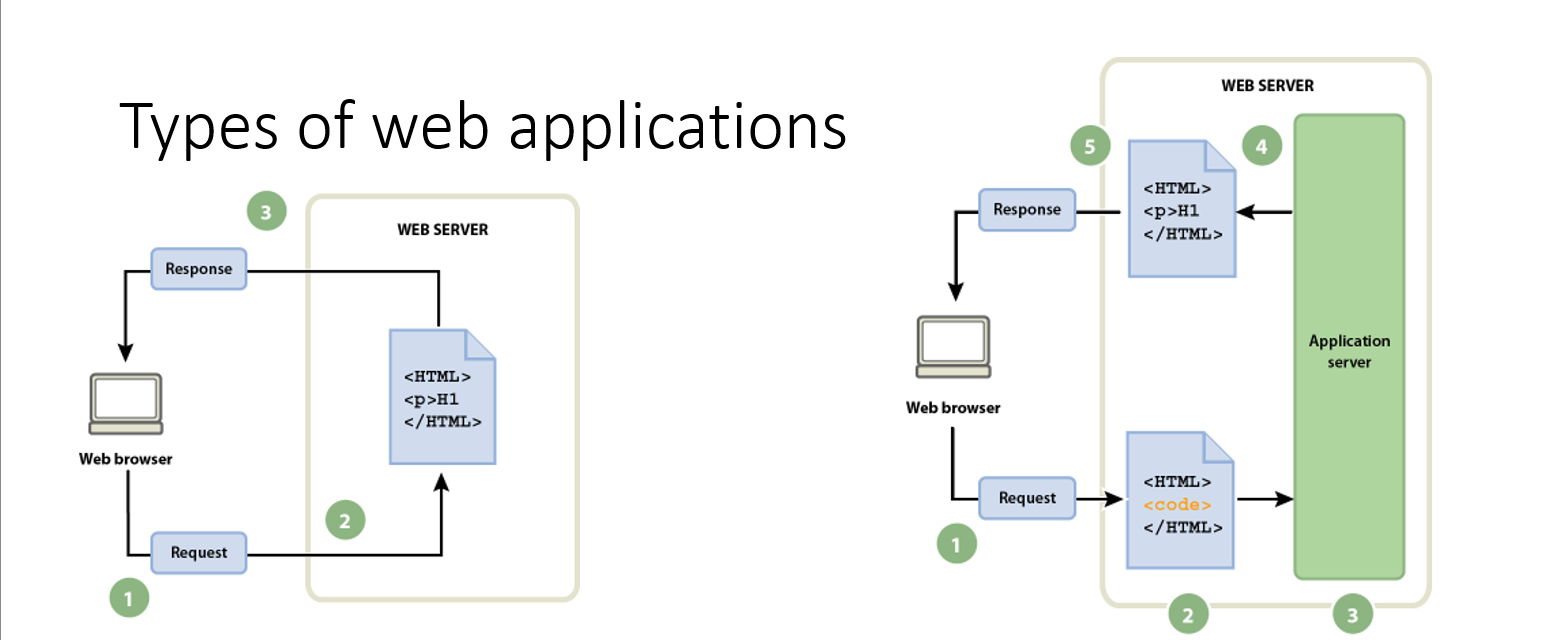 Types of web applications
3
WEB SERVER
Response
<HTML>
<p>H1
</HTML>
Web browser
2
Request
1
WEB SERVER
5
4
<HTML>
<p>H1
</HTML>
Response
Application
server
Web browser
Request
<HTML>
<code>
</HTML>
1
2
3